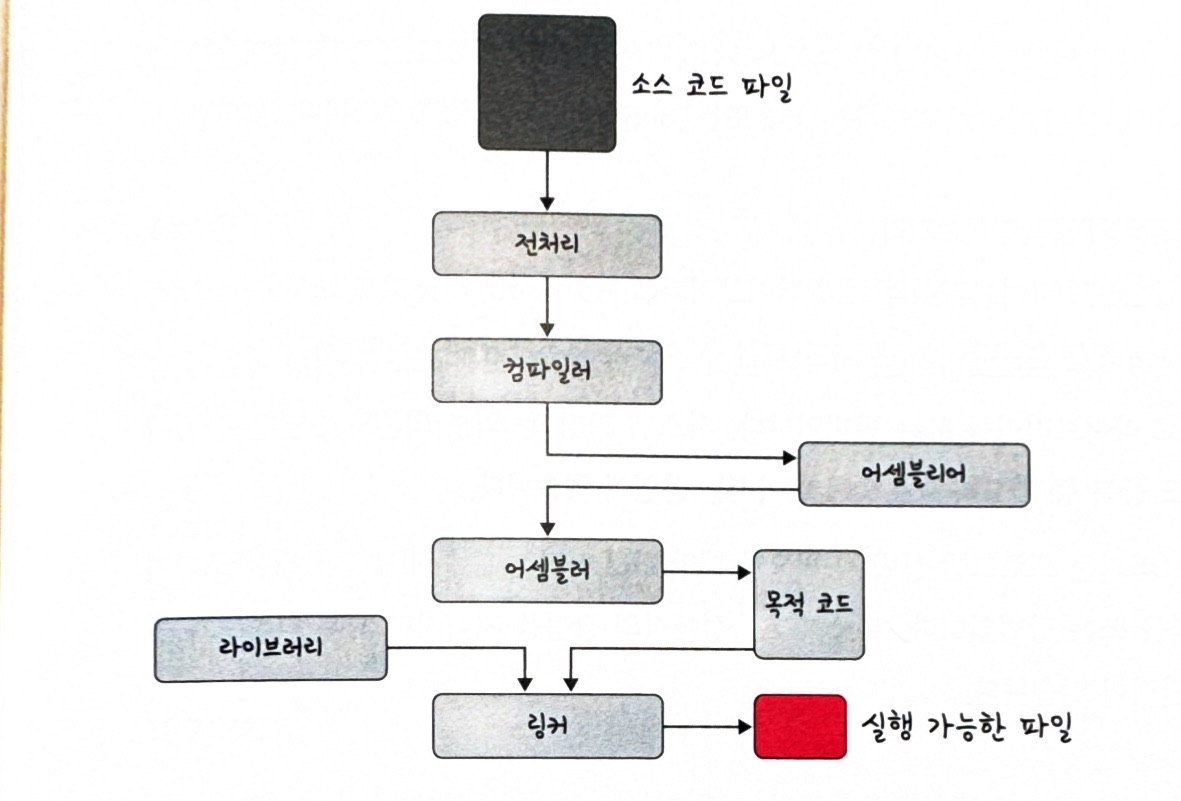 소스 코드 파일
전처리
컴파일러
어셈블리어
어셈블러
목적 코드
라이브러리
링커
실행 가능한 파일